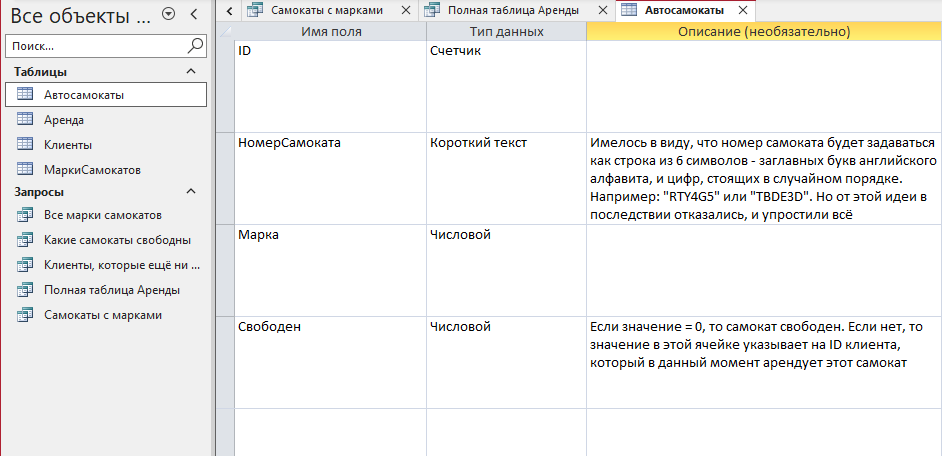 Все объекты ...
Поиск...
Таблицы
Автосамокаты
Аренда
Клиенты
МаркиСамокатов
Запросы
Все марки самокатов
Какие самокаты свободны
Клиенты, которые ещё ни ...
Полная таблица Аренды
Самокаты с марками
Самокаты с марками
Полная таблица Аренды
Автосамокаты
Имя поля
Тип данных
Описание (необязательно)
ID
Счетчик
НомерСамоката
Короткий текст
Имелось в виду, что номер самоката будет задаваться
как строка из 6 символов - заглавных букв английского
алфавита, и цифр, стоящих в случайном порядке.
Например: "RTY4G5" или "TBDE3D". Но от этой идеи в
последствии отказались, и упростили всё
Марка
Числовой
Свободен
Числовой
Если значение = 0, то самокат свободен. Если нет, то
значение в этой ячейке указывает на ID клиента,
который в данный момент арендует этот самокат